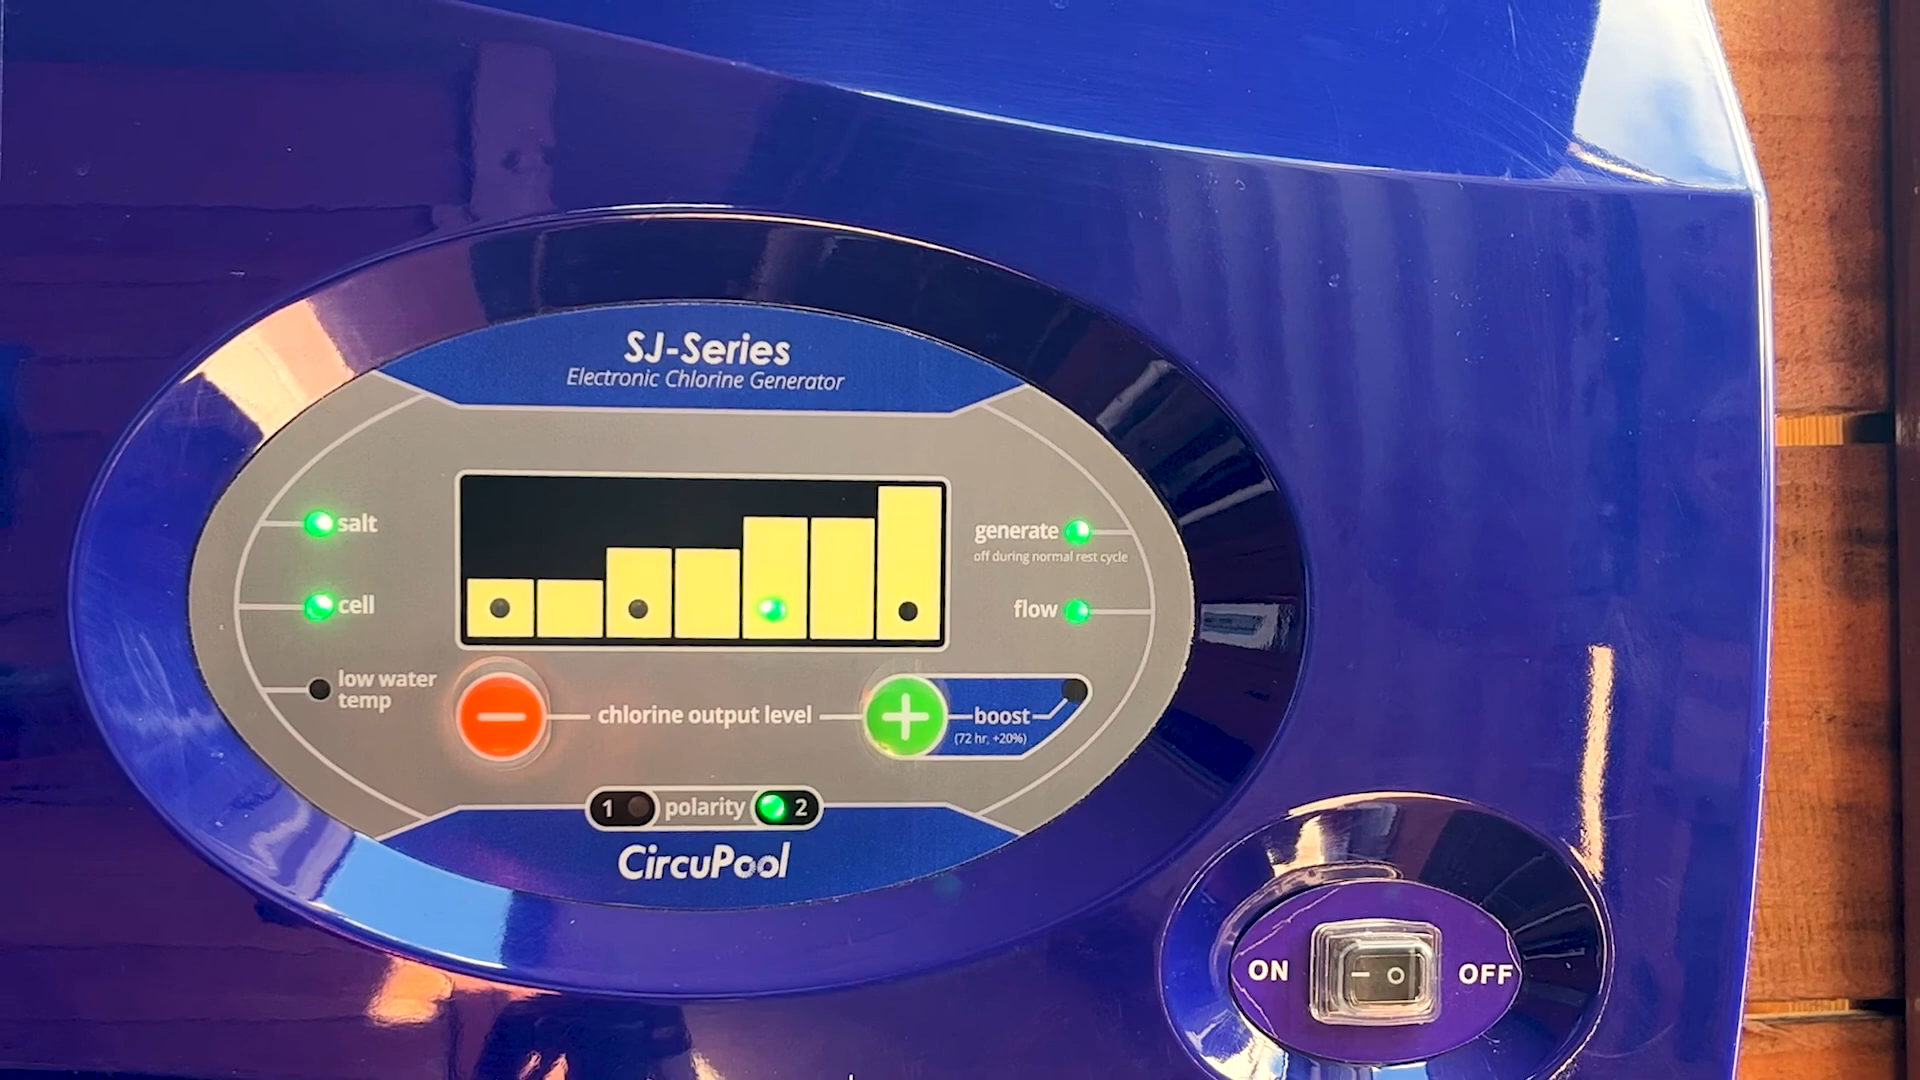 SJ-Series
Electronic Chlorine Generator
salt
cell
low water
temp
generate
off during normal rest cycle
flow
chlorine output level
boost
(72 hr, +20%)
1 polarity 2
CircuPool
ON OFF